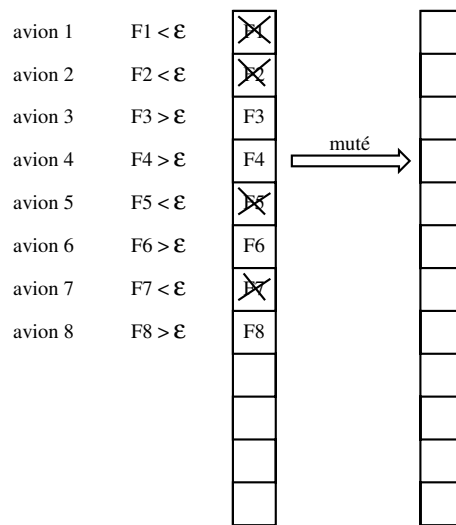 avion 1 F1 < ε F1
avion 2 F2 < ε F2
avion 3 F3 > ε F3
avion 4 F4 > ε F4
muté
avion 5 F5 < ε F5
avion 6 F6 > ε F6
avion 7 F7 < ε F7
avion 8 F8 > ε F8